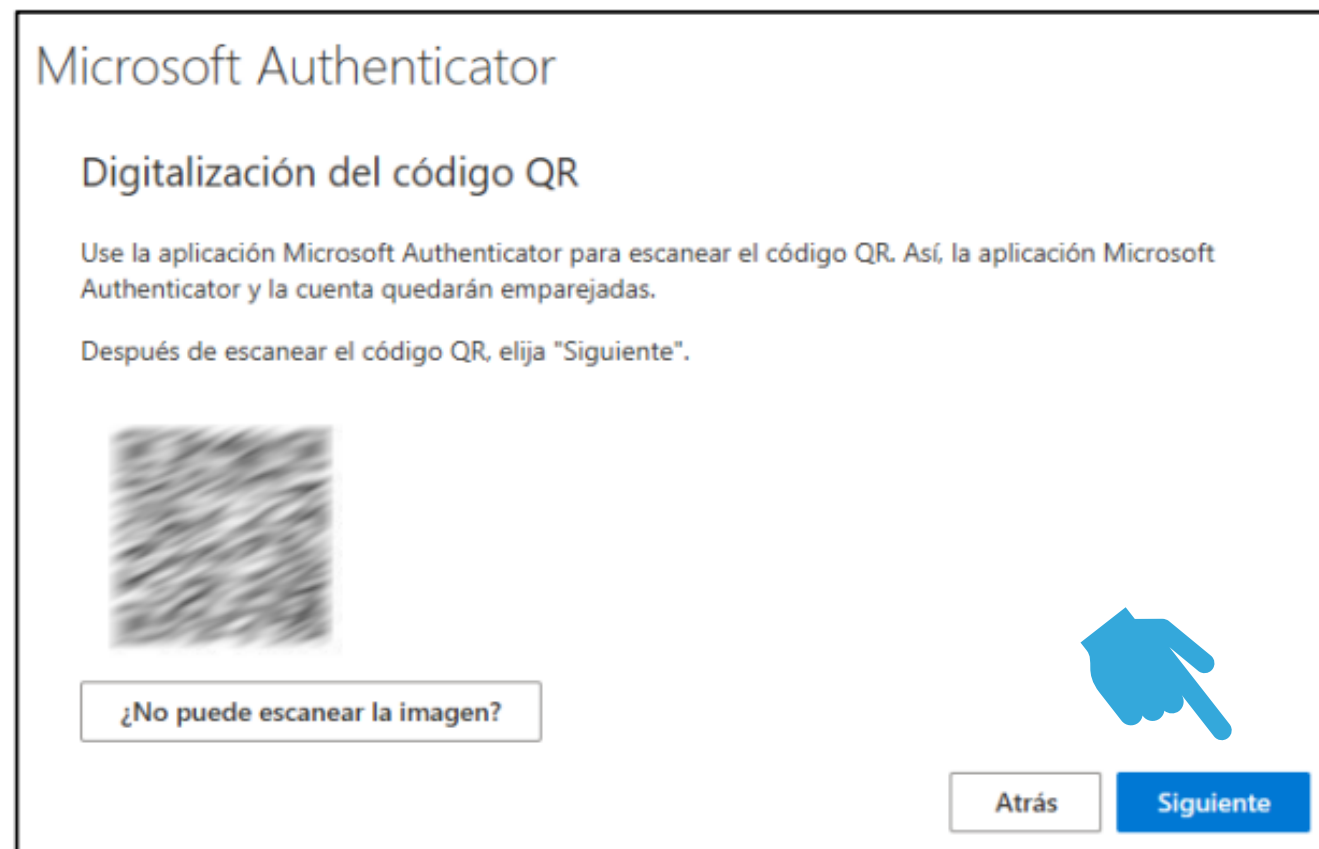 Microsoft Authenticator
Digitalización del código QR
Use la aplicación Microsoft Authenticator para escanear el código QR. Así, la aplicación Microsoft
Authenticator y la cuenta quedarán emparejadas.
Después de escanear el código QR, elija "Siguiente".
¿No puede escanear la imagen?
Atrás
Siguiente